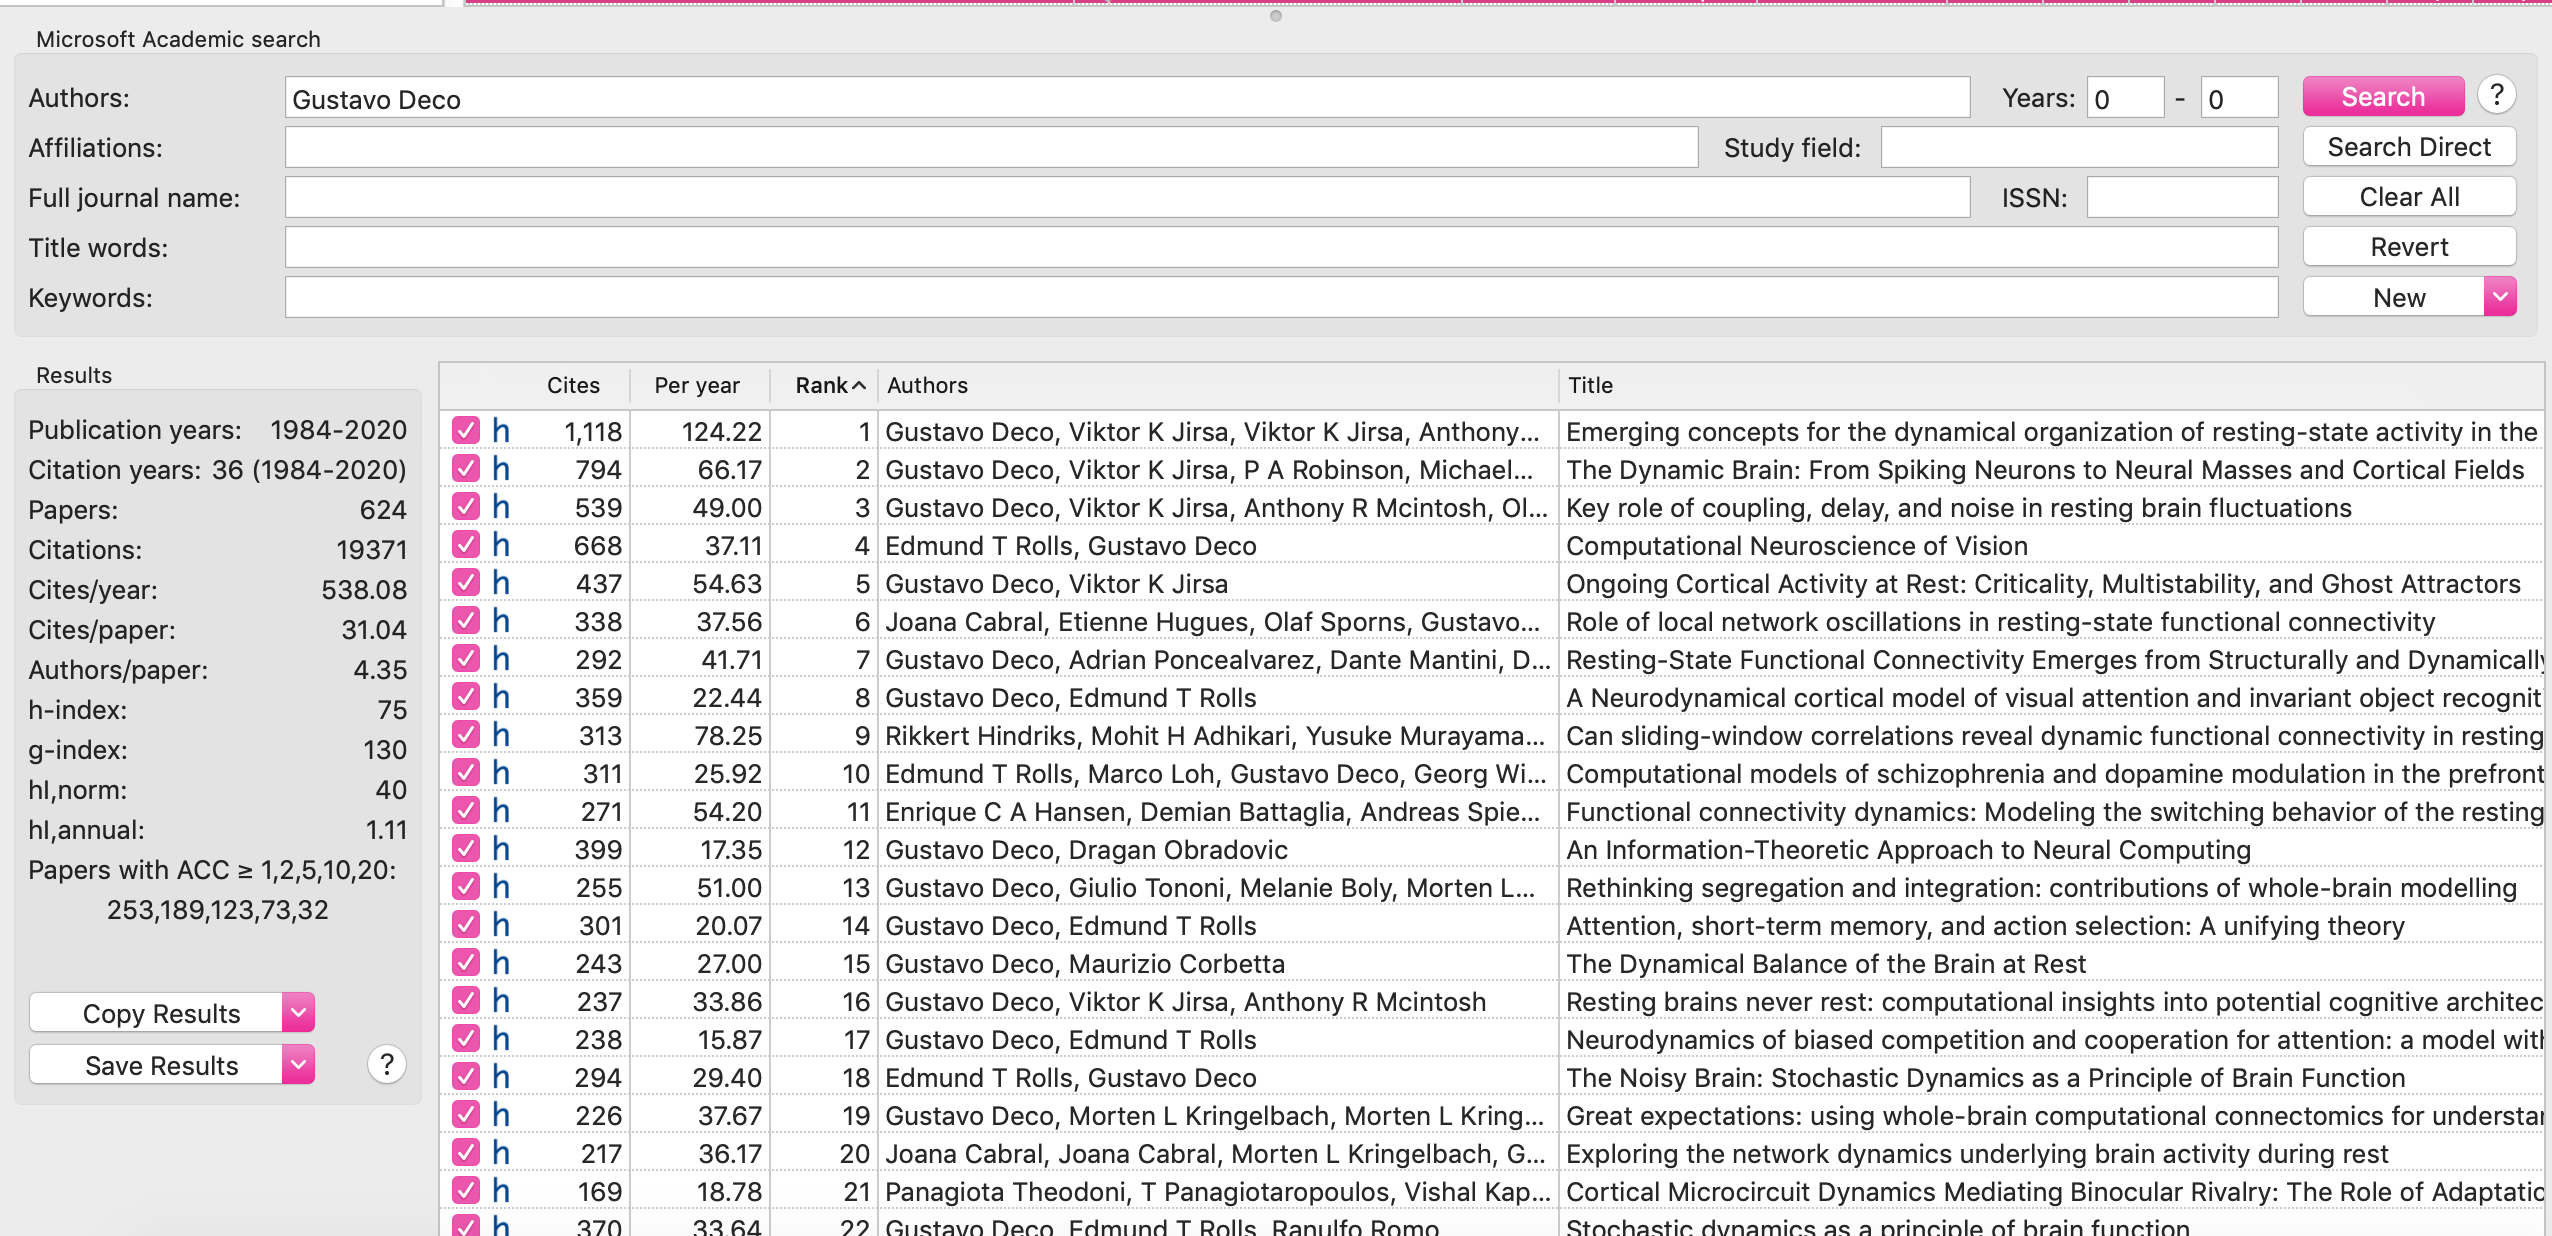 Microsoft Academic search
Authors: Gustavo Deco Years: 0 - 0 Search ?
Affiliations: Study field: Search Direct
Full journal name: ISSN: Clear All
Title words: Revert
Keywords: New
Results
Publication years: 1984-2020
Citation years: 36 (1984-2020)
Papers: 624
Citations: 19371
Cites/year: 538.08
Cites/paper: 31.04
Authors/paper: 4.35
h-index: 75
g-index: 130
hI,norm: 40
hI,annual: 1.11
Papers with ACC ≥ 1,2,5,10,20:
253,189,123,73,32
Copy Results
Save Results ?
Cites Per year Rank Authors Title
h 1,118 124.22 1 Gustavo Deco, Viktor K Jirsa, Viktor K Jirsa, Anthony... Emerging concepts for the dynamical organization of resting-state activity in the
h 794 66.17 2 Gustavo Deco, Viktor K Jirsa, P A Robinson, Michael... The Dynamic Brain: From Spiking Neurons to Neural Masses and Cortical Fields
h 539 49.00 3 Gustavo Deco, Viktor K Jirsa, Anthony R Mcintosh, Ol... Key role of coupling, delay, and noise in resting brain fluctuations
h 668 37.11 4 Edmund T Rolls, Gustavo Deco Computational Neuroscience of Vision
h 437 54.63 5 Gustavo Deco, Viktor K Jirsa Ongoing Cortical Activity at Rest: Criticality, Multistability, and Ghost Attractors
h 338 37.56 6 Joana Cabral, Etienne Hugues, Olaf Sporns, Gustavo... Role of local network oscillations in resting-state functional connectivity
h 292 41.71 7 Gustavo Deco, Adrian Poncealvarez, Dante Mantini, D... Resting-State Functional Connectivity Emerges from Structurally and Dynamically
h 359 22.44 8 Gustavo Deco, Edmund T Rolls A Neurodynamical cortical model of visual attention and invariant object recognit
h 313 78.25 9 Rikkert Hindriks, Mohit H Adhikari, Yusuke Murayama... Can sliding-window correlations reveal dynamic functional connectivity in resting
h 311 25.92 10 Edmund T Rolls, Marco Loh, Gustavo Deco, Georg Wi... Computational models of schizophrenia and dopamine modulation in the prefront
h 271 54.20 11 Enrique C A Hansen, Demian Battaglia, Andreas Spie... Functional connectivity dynamics: Modeling the switching behavior of the resting
h 399 17.35 12 Gustavo Deco, Dragan Obradovic An Information-Theoretic Approach to Neural Computing
h 255 51.00 13 Gustavo Deco, Giulio Tononi, Melanie Boly, Morten L... Rethinking segregation and integration: contributions of whole-brain modelling
h 301 20.07 14 Gustavo Deco, Edmund T Rolls Attention, short-term memory, and action selection: A unifying theory
h 243 27.00 15 Gustavo Deco, Maurizio Corbetta The Dynamical Balance of the Brain at Rest
h 237 33.86 16 Gustavo Deco, Viktor K Jirsa, Anthony R Mcintosh Resting brains never rest: computational insights into potential cognitive architec
h 238 15.87 17 Gustavo Deco, Edmund T Rolls Neurodynamics of biased competition and cooperation for attention: a model with
h 294 29.40 18 Edmund T Rolls, Gustavo Deco The Noisy Brain: Stochastic Dynamics as a Principle of Brain Function
h 226 37.67 19 Gustavo Deco, Morten L Kringelbach, Morten L Kring... Great expectations: using whole-brain computational connectomics for understa
h 217 36.17 20 Joana Cabral, Joana Cabral, Morten L Kringelbach, G... Exploring the network dynamics underlying brain activity during rest
h 169 18.78 21 Panagiota Theodoni, T Panagiotaropoulos, Vishal Kap... Cortical Microcircuit Dynamics Mediating Binocular Rivalry: The Role of Adaptatio
h 370 33.64 22 Gustavo Deco, Edmund T Rolls, Ranulfo Romo Stochastic dynamics as a principle of brain function